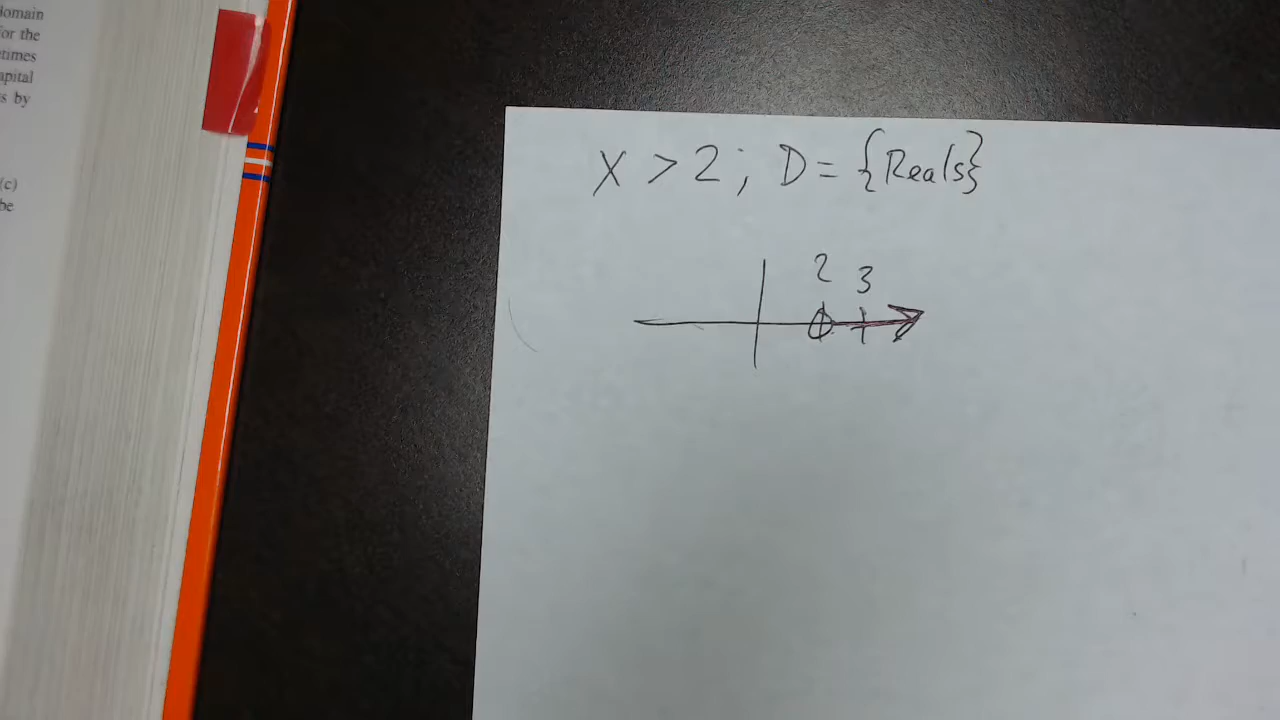 domain
for the
times
apital
s by
(c)
be
X > 2 ; D = {Reals}
2 3